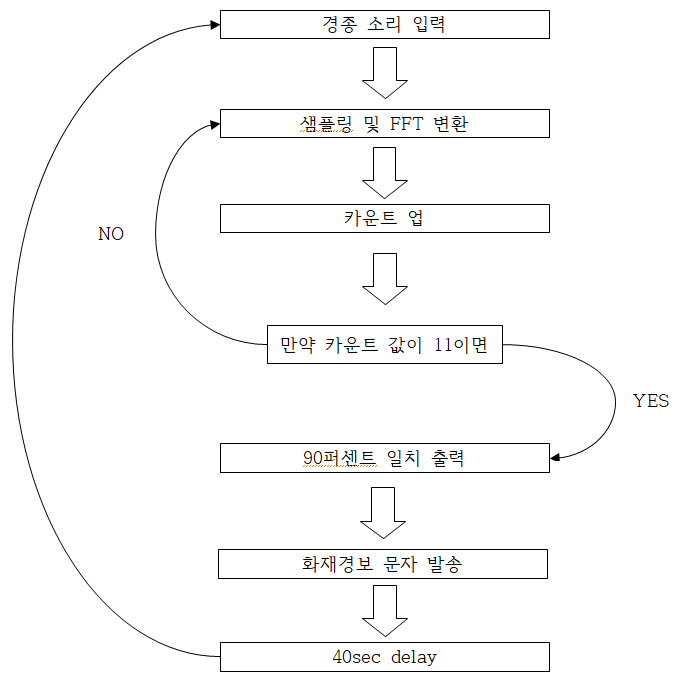 경종 소리 입력
샘플링 및 FFT 변환
카운트 업
NO
만약 카운트 값이 11이면
YES
90퍼센트 일치 출력
화재경보 문자 발송
40sec delay